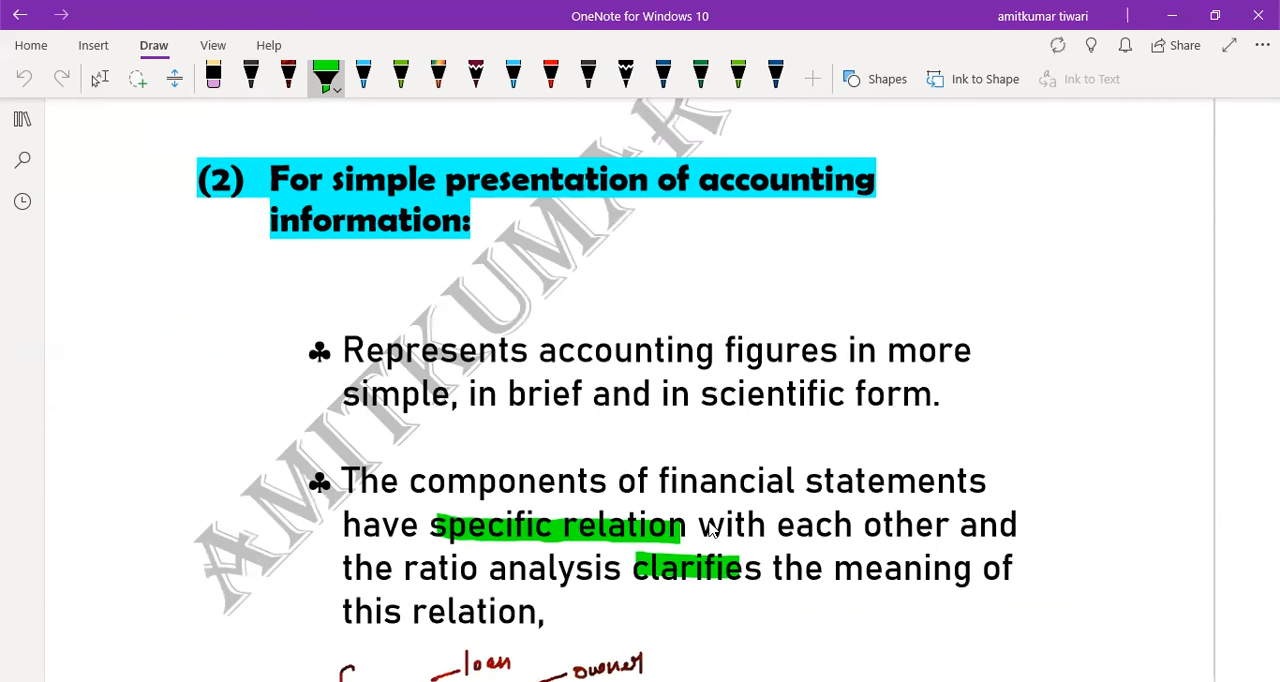 OneNote for Windows 10
amitkumar tiwari
Home Insert Draw View Help
Share
Shapes
Ink to Shape
Ink to Text
AMITKUMAR
(2) For simple presentation of accounting
information:
♣ Represents accounting figures in more
simple, in brief and in scientific form.
♣ The components of financial statements
have specific relation with each other and
the ratio analysis clarifies the meaning of
this relation,
loan owner